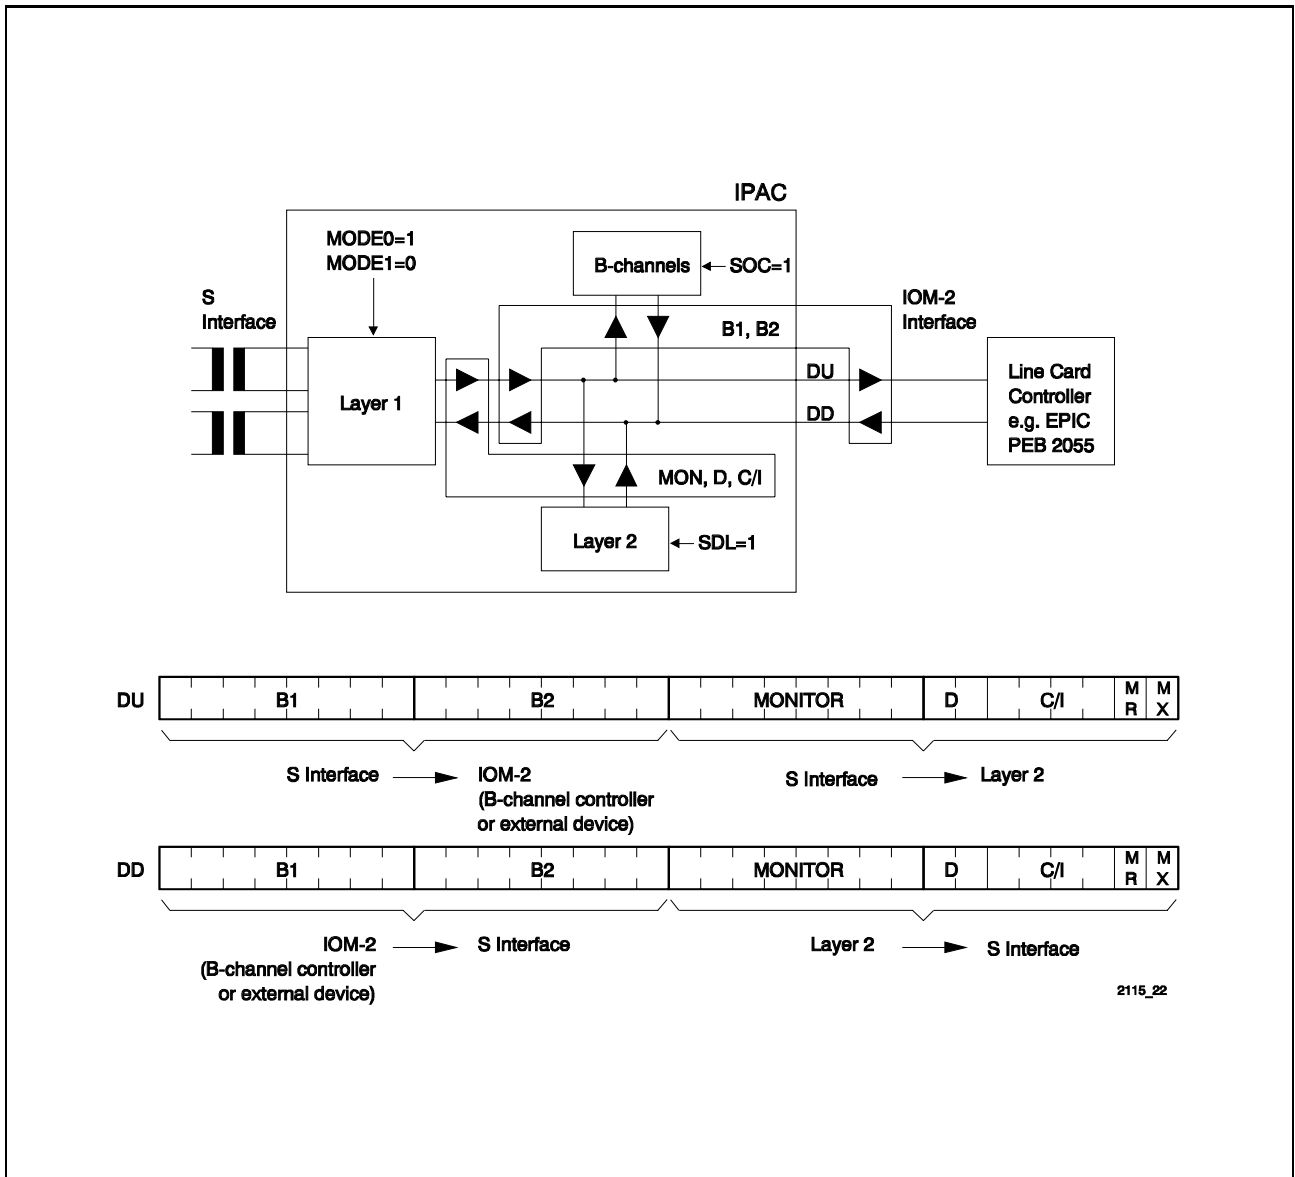 IPAC
MODE0=1
MODE1=0
B-channels
SOC=1
S
Interface
IOM-2
Interface
B1, B2
Layer 1
DU
DD
Line Card
Controller
e.g. EPIC
PEB 2055
MON, D, C/I
Layer 2
SDL=1
DU B1 B2 MONITOR D C/I M R M X
S Interface IOM-2
(B-channel controller
or external device)
S Interface Layer 2
DD B1 B2 MONITOR D C/I M R M X
IOM-2 S Interface
(B-channel controller
or external device)
Layer 2 S Interface
2115_22